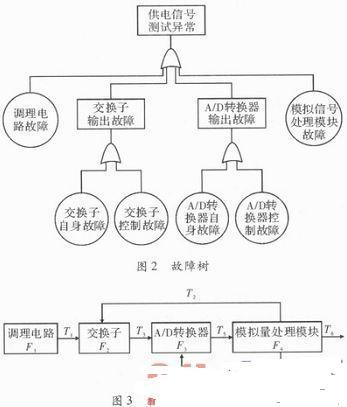 供电信号
测试异常
调理电
路故障
交换子
输出故障
A/D转换器
输出故障
模拟信号
处理模块
故障
交换子
自身故障
交换子
控制故障
A/D转
换器自
身故障
A/D转
换器控
制故障
图2 故障树
T₂
调理电路
F₁
T₁
交换子
F₂
T₃
A/D转换器
F₃
T₅
模拟量处理模块
F₄
T₆
图3